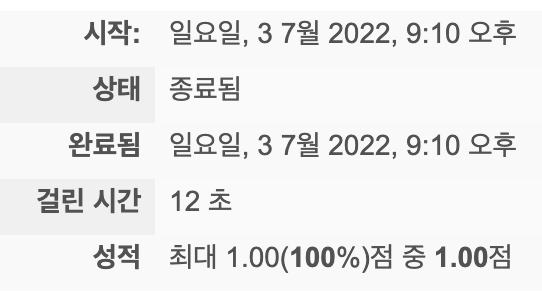 시작: 일요일, 3 7월 2022, 9:10 오후
상태 종료됨
완료됨 일요일, 3 7월 2022, 9:10 오후
걸린 시간 12 초
성적 최대 1.00(100%)점 중 1.00점